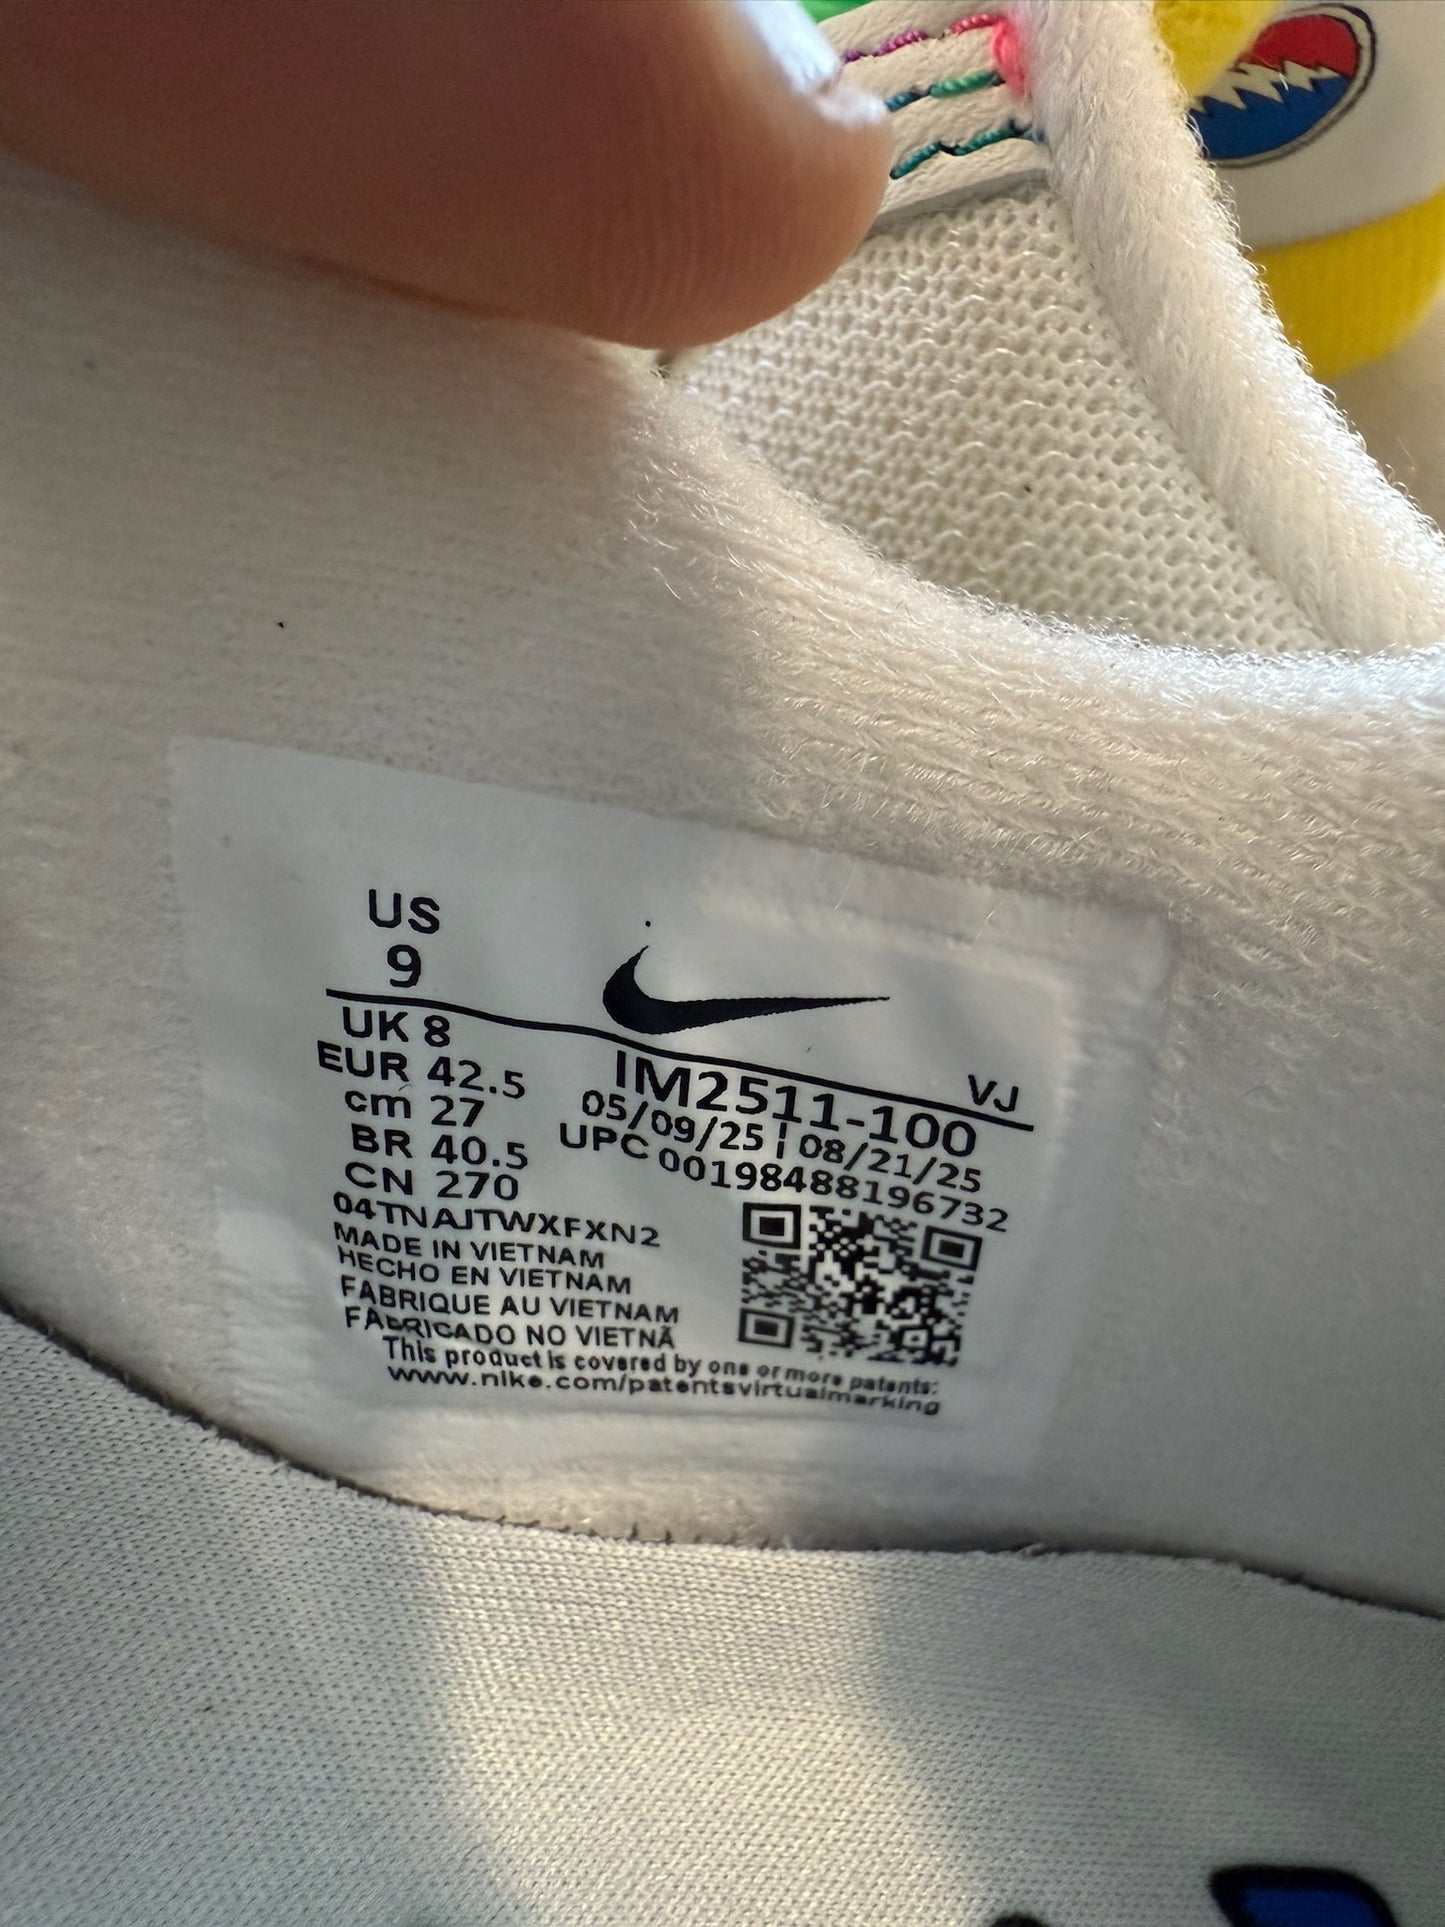 US
9
UK 8
EUR 42.5
cm 27
BR 40.5
CN 270
VJ
IM2511-100
05/09/25 | 08/21/25
UPC 00198488196732
04TNAJTWXFXN2
MADE IN VIETNAM
HECHO EN VIETNAM
FABRIQUE AU VIETNAM
FABRICADO NO VIETNÃ
This product is covered by one or more patents:
www.nike.com/patentsvirtualmarking